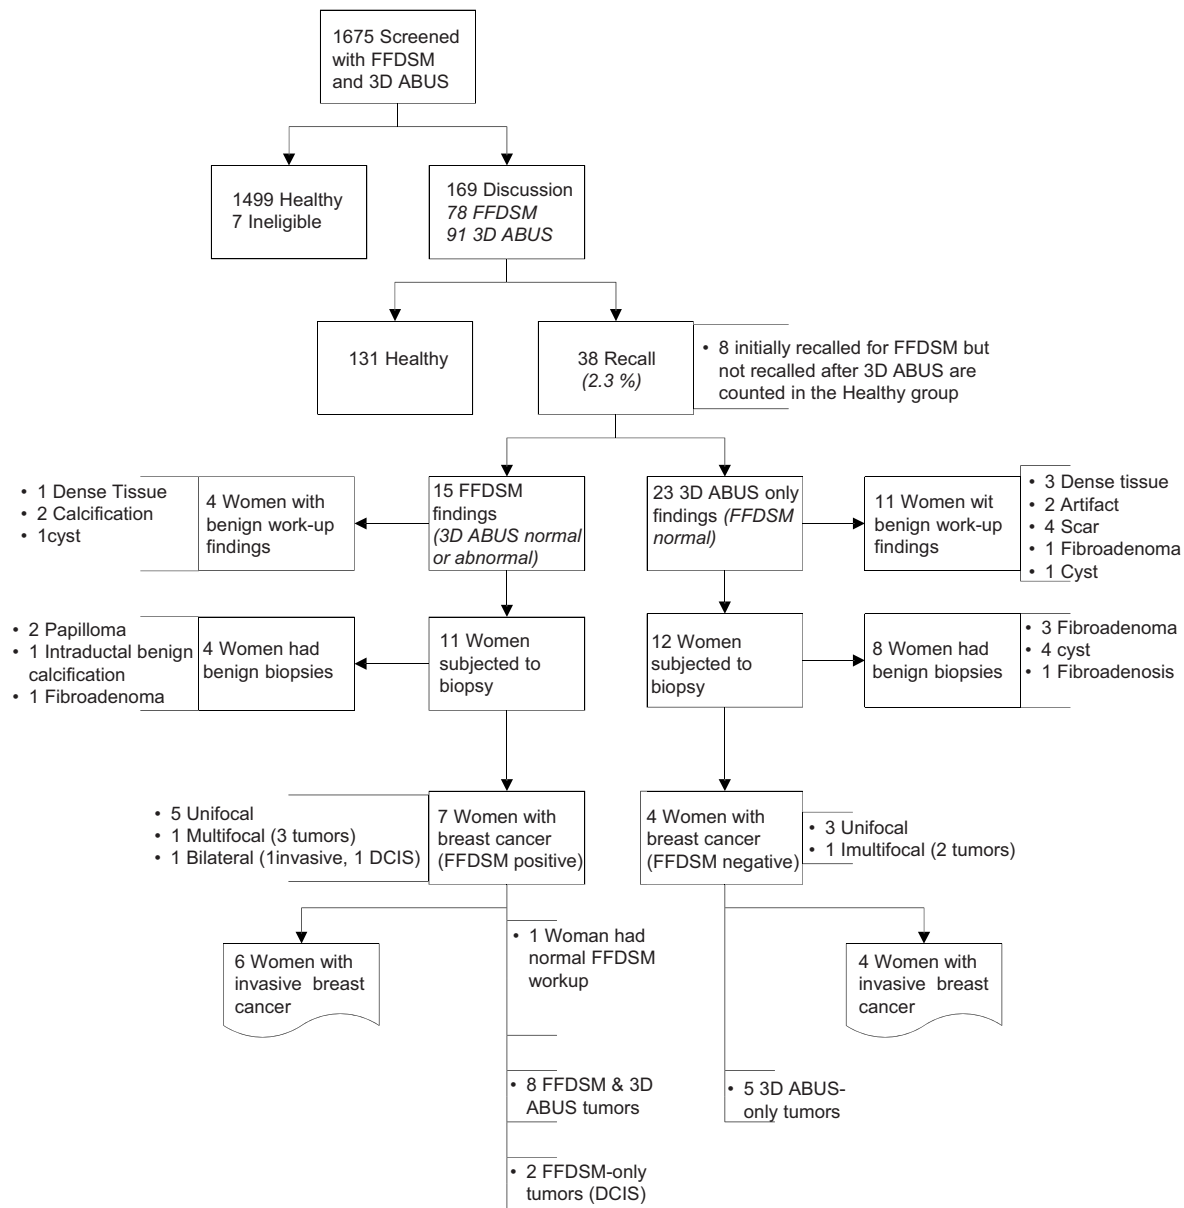 1675 Screened
with FFDSM
and 3D ABUS
1499 Healthy
7 Ineligible
169 Discussion
78 FFDSM
91 3D ABUS
131 Healthy
38 Recall
(2.3 %)
• 8 initially recalled for FFDSM but
not recalled after 3D ABUS are
counted in the Healthy group
• 1 Dense Tissue
• 2 Calcification
• 1cyst
4 Women with
benign work-up
findings
15 FFDSM
findings
(3D ABUS normal
or abnormal)
23 3D ABUS only
findings (FFDSM
normal)
11 Women wit
benign work-up
findings
• 3 Dense tissue
• 2 Artifact
• 4 Scar
• 1 Fibroadenoma
• 1 Cyst
• 2 Papilloma
• 1 Intraductal benign
calcification
• 1 Fibroadenoma
4 Women had
benign biopsies
11 Women
subjected to
biopsy
12 Women
subjected to
biopsy
8 Women had
benign biopsies
• 3 Fibroadenoma
• 4 cyst
• 1 Fibroadenosis
• 5 Unifocal
• 1 Multifocal (3 tumors)
• 1 Bilateral (1invasive, 1 DCIS)
7 Women with
breast cancer
(FFDSM positive)
4 Women with
breast cancer
(FFDSM negative)
• 3 Unifocal
• 1 Imultifocal (2 tumors)
6 Women with
invasive breast
cancer
• 1 Woman had
normal FFDSM
workup
4 Women with
invasive breast
cancer
• 8 FFDSM & 3D
ABUS tumors
• 5 3D ABUS-
only tumors
• 2 FFDSM-only
tumors (DCIS)